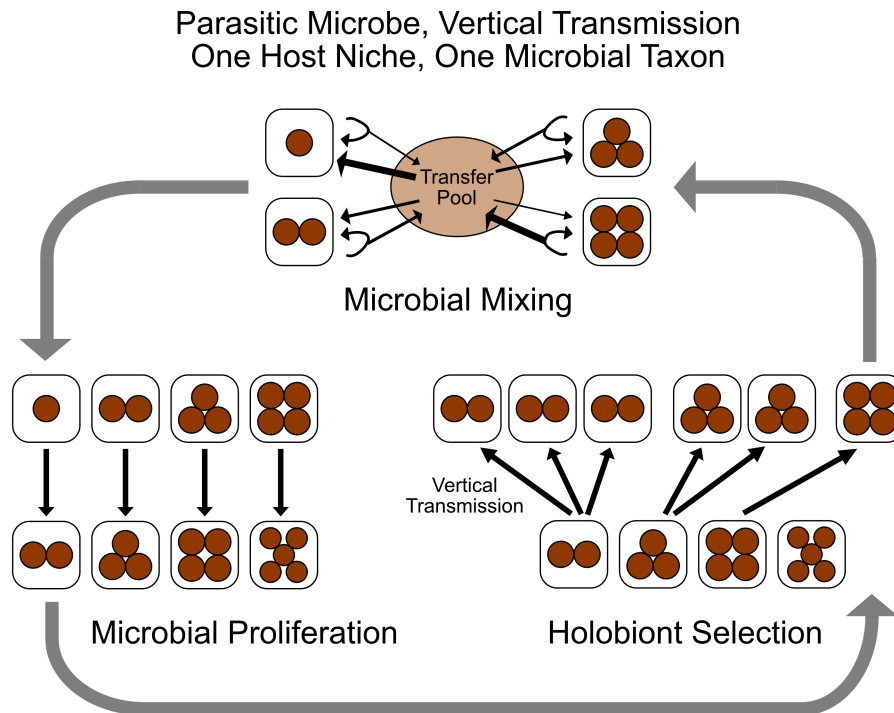 Parasitic Microbe, Vertical Transmission
One Host Niche, One Microbial Taxon
Transfer
Pool
Microbial Mixing
Vertical
Transmission
Microbial Proliferation
Holobiont Selection